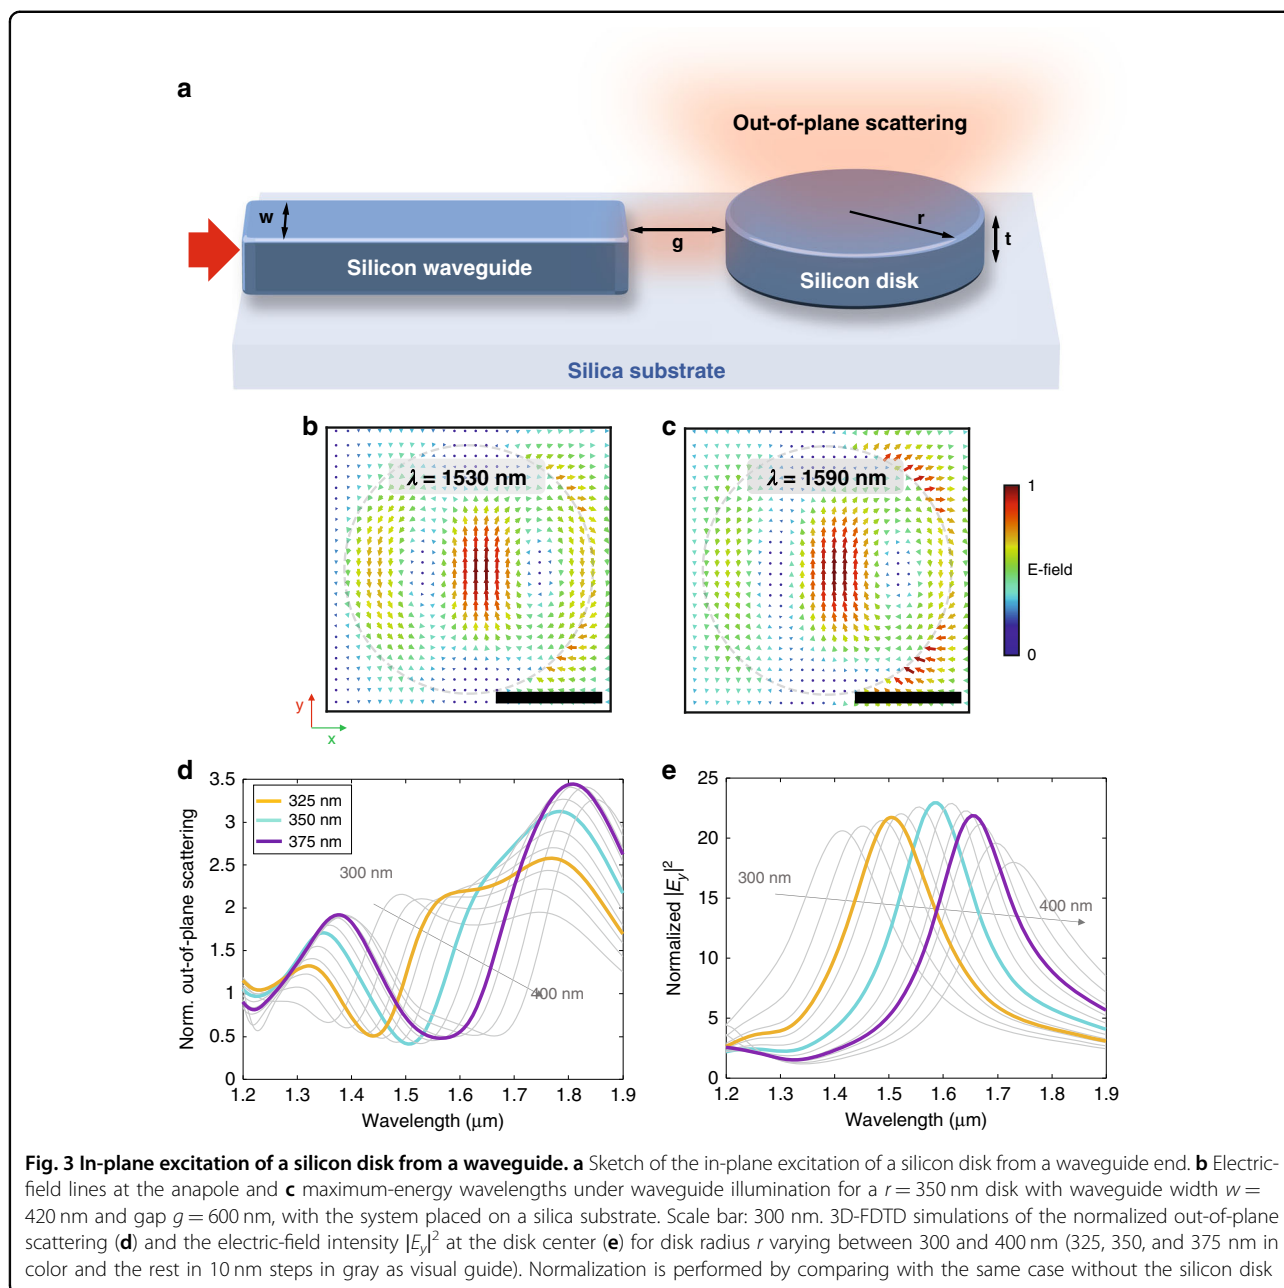 a
Out-of-plane scattering
w
g
r
t
Silicon waveguide
Silicon disk
Silica substrate
b
c
λ = 1530 nm
λ = 1590 nm
1
E-field
0
y
x
d
e
3.5
3
2.5
2
1.5
1
0.5
0
Norm. out-of-plane scattering
325 nm
350 nm
375 nm
300 nm
400 nm
1.2 1.3 1.4 1.5 1.6 1.7 1.8 1.9
Wavelength (μm)
25
20
15
10
5
0
Normalized |Ey|2
300 nm
400 nm
1.2 1.3 1.4 1.5 1.6 1.7 1.8 1.9
Wavelength (μm)
Fig. 3 In-plane excitation of a silicon disk from a waveguide. a Sketch of the in-plane excitation of a silicon disk from a waveguide end. b Electric-
field lines at the anapole and c maximum-energy wavelengths under waveguide illumination for a r = 350 nm disk with waveguide width w =
420 nm and gap g = 600 nm, with the system placed on a silica substrate. Scale bar: 300 nm. 3D-FDTD simulations of the normalized out-of-plane
scattering (d) and the electric-field intensity |Ey|2 at the disk center (e) for disk radius r varying between 300 and 400 nm (325, 350, and 375 nm in
color and the rest in 10 nm steps in gray as visual guide). Normalization is performed by comparing with the same case without the silicon disk